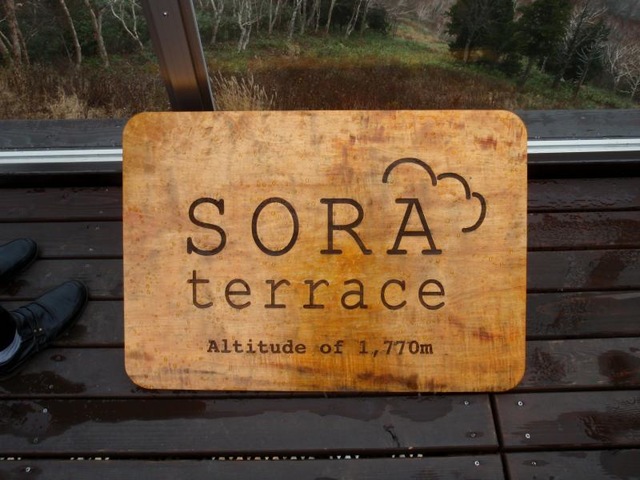 SORA
terrace
Altitude of 1,770m